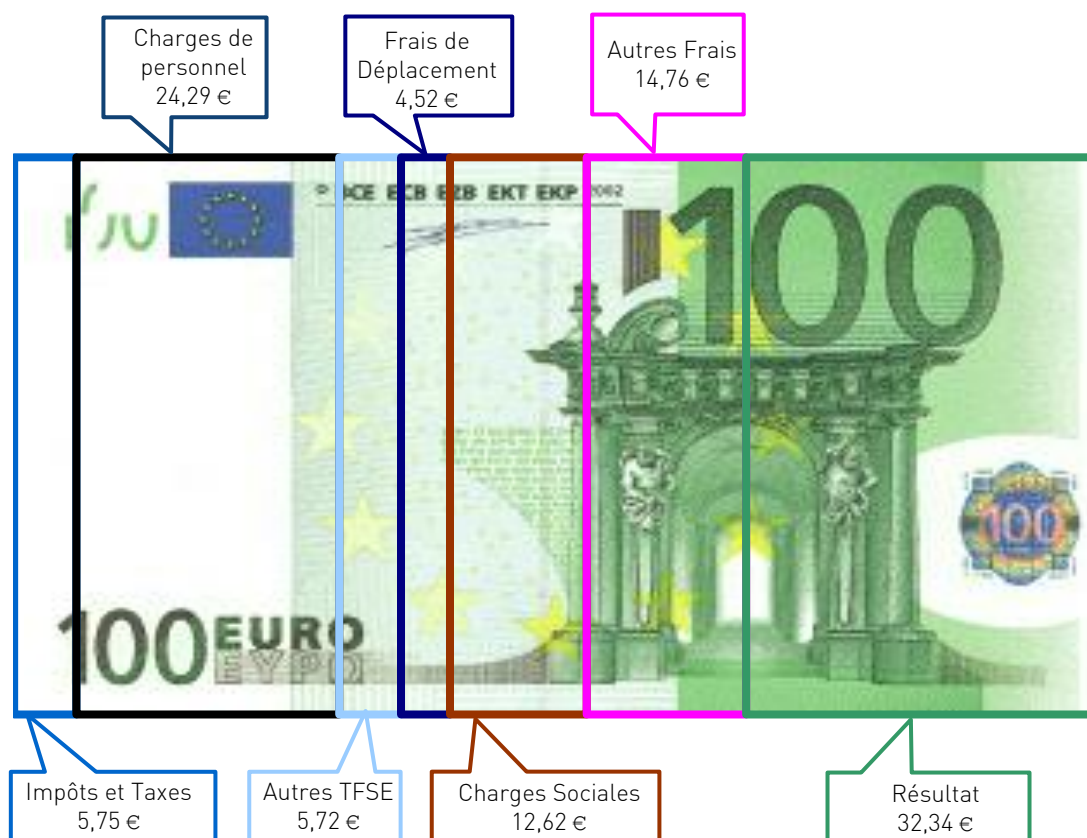 Charges de
personnel
24,29 €
Frais de
Déplacement
4,52 €
Autres Frais
14,76 €
BCE ECB EZB EKT EKP 2002
100
100
100 EURO
ΕΥΡΩ
Impôts et Taxes
5,75 €
Autres TFSE
5,72 €
Charges Sociales
12,62 €
Résultat
32,34 €